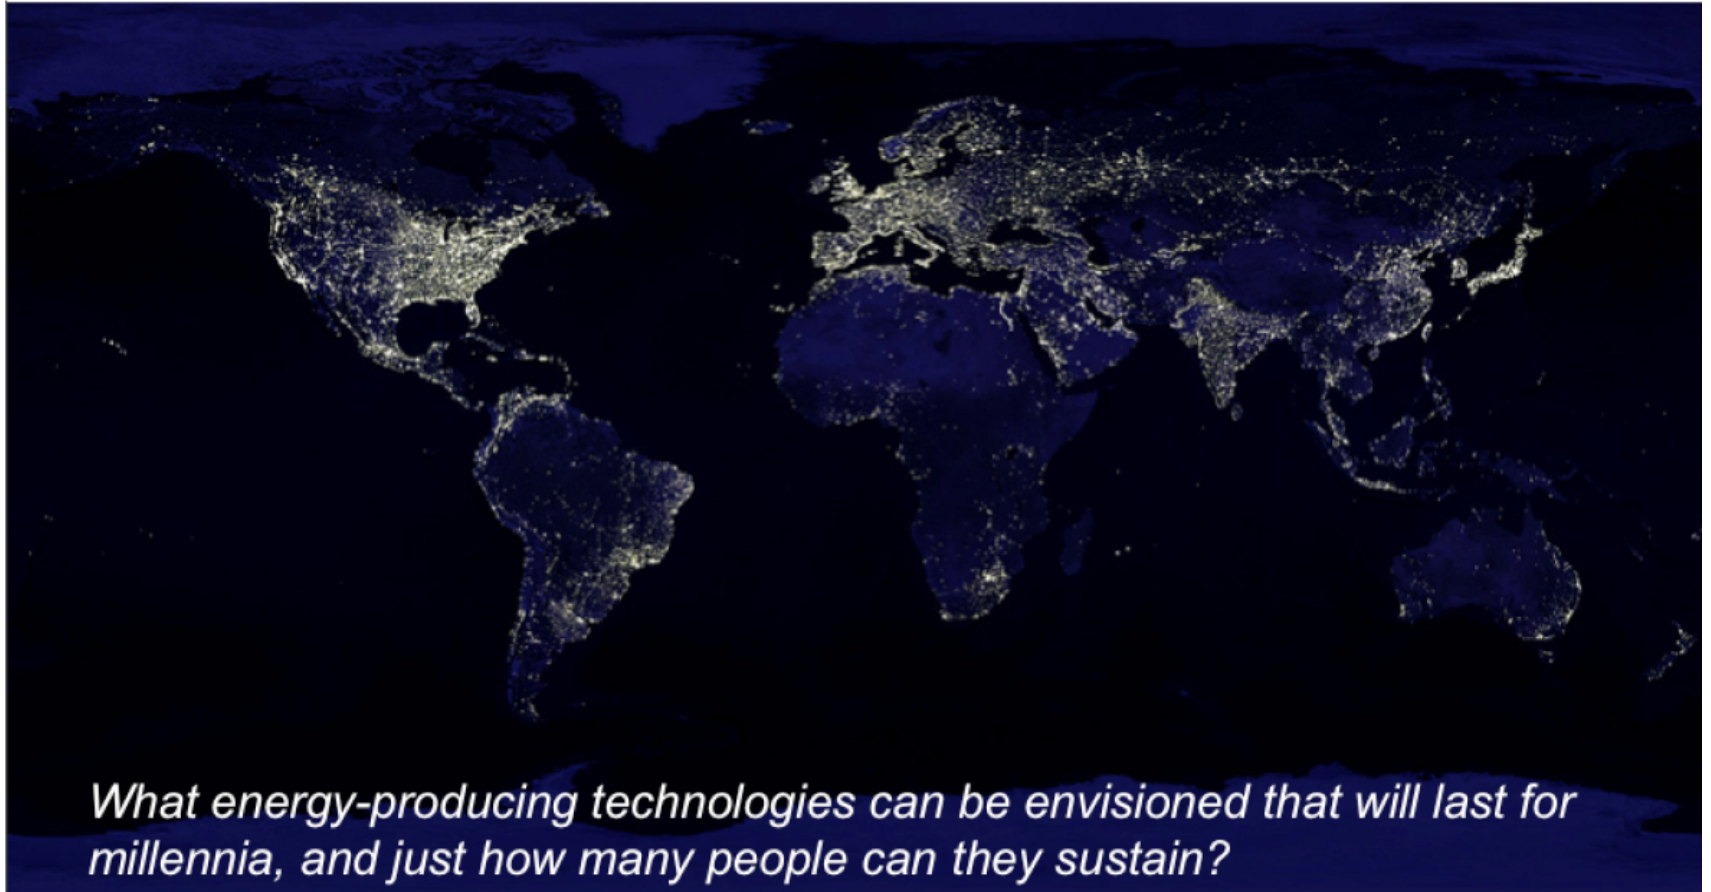 What energy-producing technologies can be envisioned that will last for
millennia, and just how many people can they sustain?